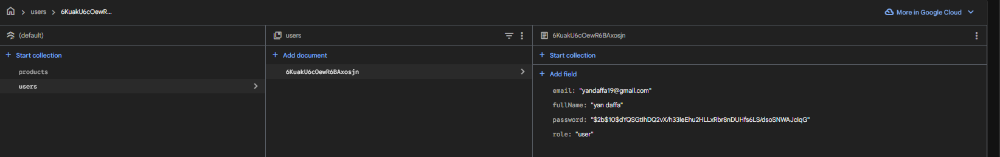 users 6KuakU6cOewR...
More in Google Cloud
(default)
users
6KuakU6cOewR6BAxosjn
+ Start collection
+ Add document
+ Start collection
products
6KuakU6cOewR6BAxosjn
+ Add field
users
email: "yandaffa19@gmail.com"
fullName: "yan daffa"
password: "$2b$10$dYQSGtIhDQ2vX/h33IeEhu2HLLxRbr8nDUHfs6LS/dsoSNWAJcIqG"
role: "user"